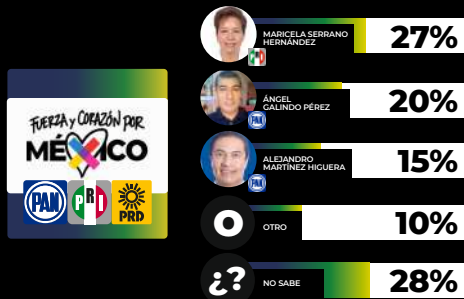 FUERZA y CORAZÓN POR
MÉXICO
PAN
PRI
PRD
MARICELA SERRANO
HERNÁNDEZ
27%
PRI
ÁNGEL
GALINDO PÉREZ
20%
PAN
ALEJANDRO
MARTÍNEZ HIGUERA
15%
PAN
O
OTRO
10%
¿?
NO SABE
28%